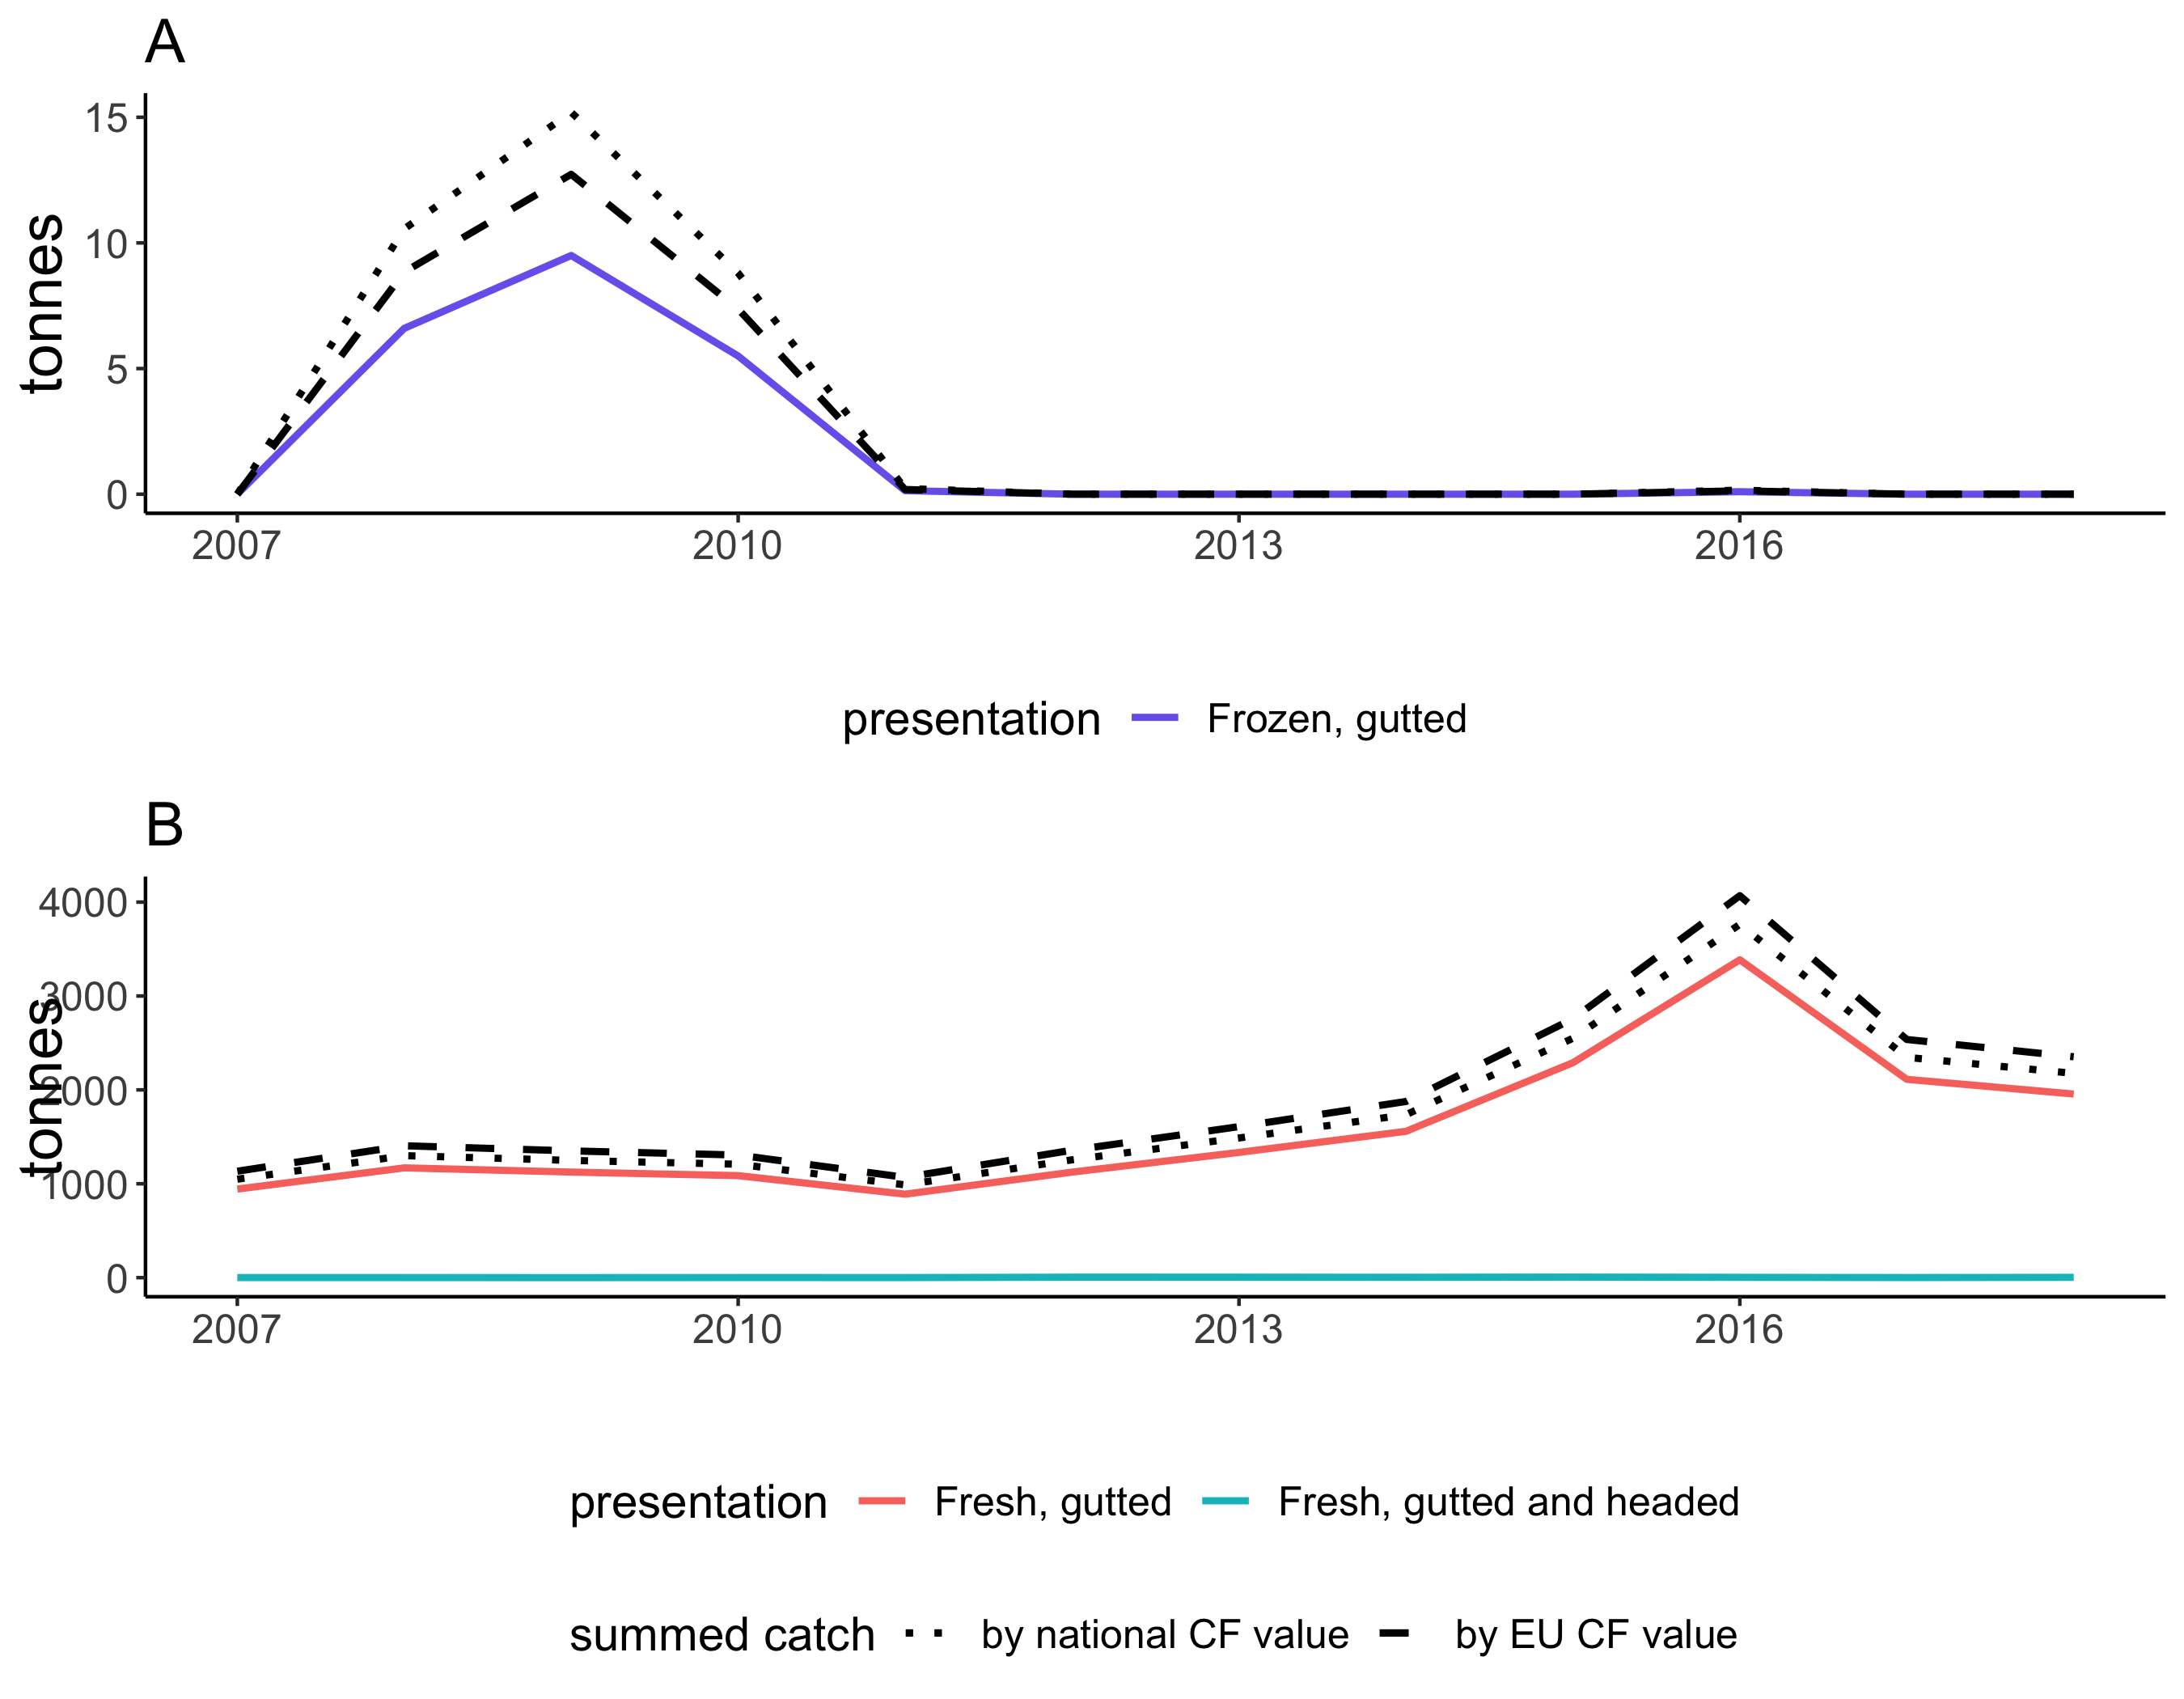 A
tonnes
15
10
5
0
2007 2010 2013 2016
presentation Frozen, gutted
B
tonnes
4000
3000
2000
1000
0
2007 2010 2013 2016
presentation Fresh, gutted Fresh, gutted and headed
summed catch by national CF value by EU CF value